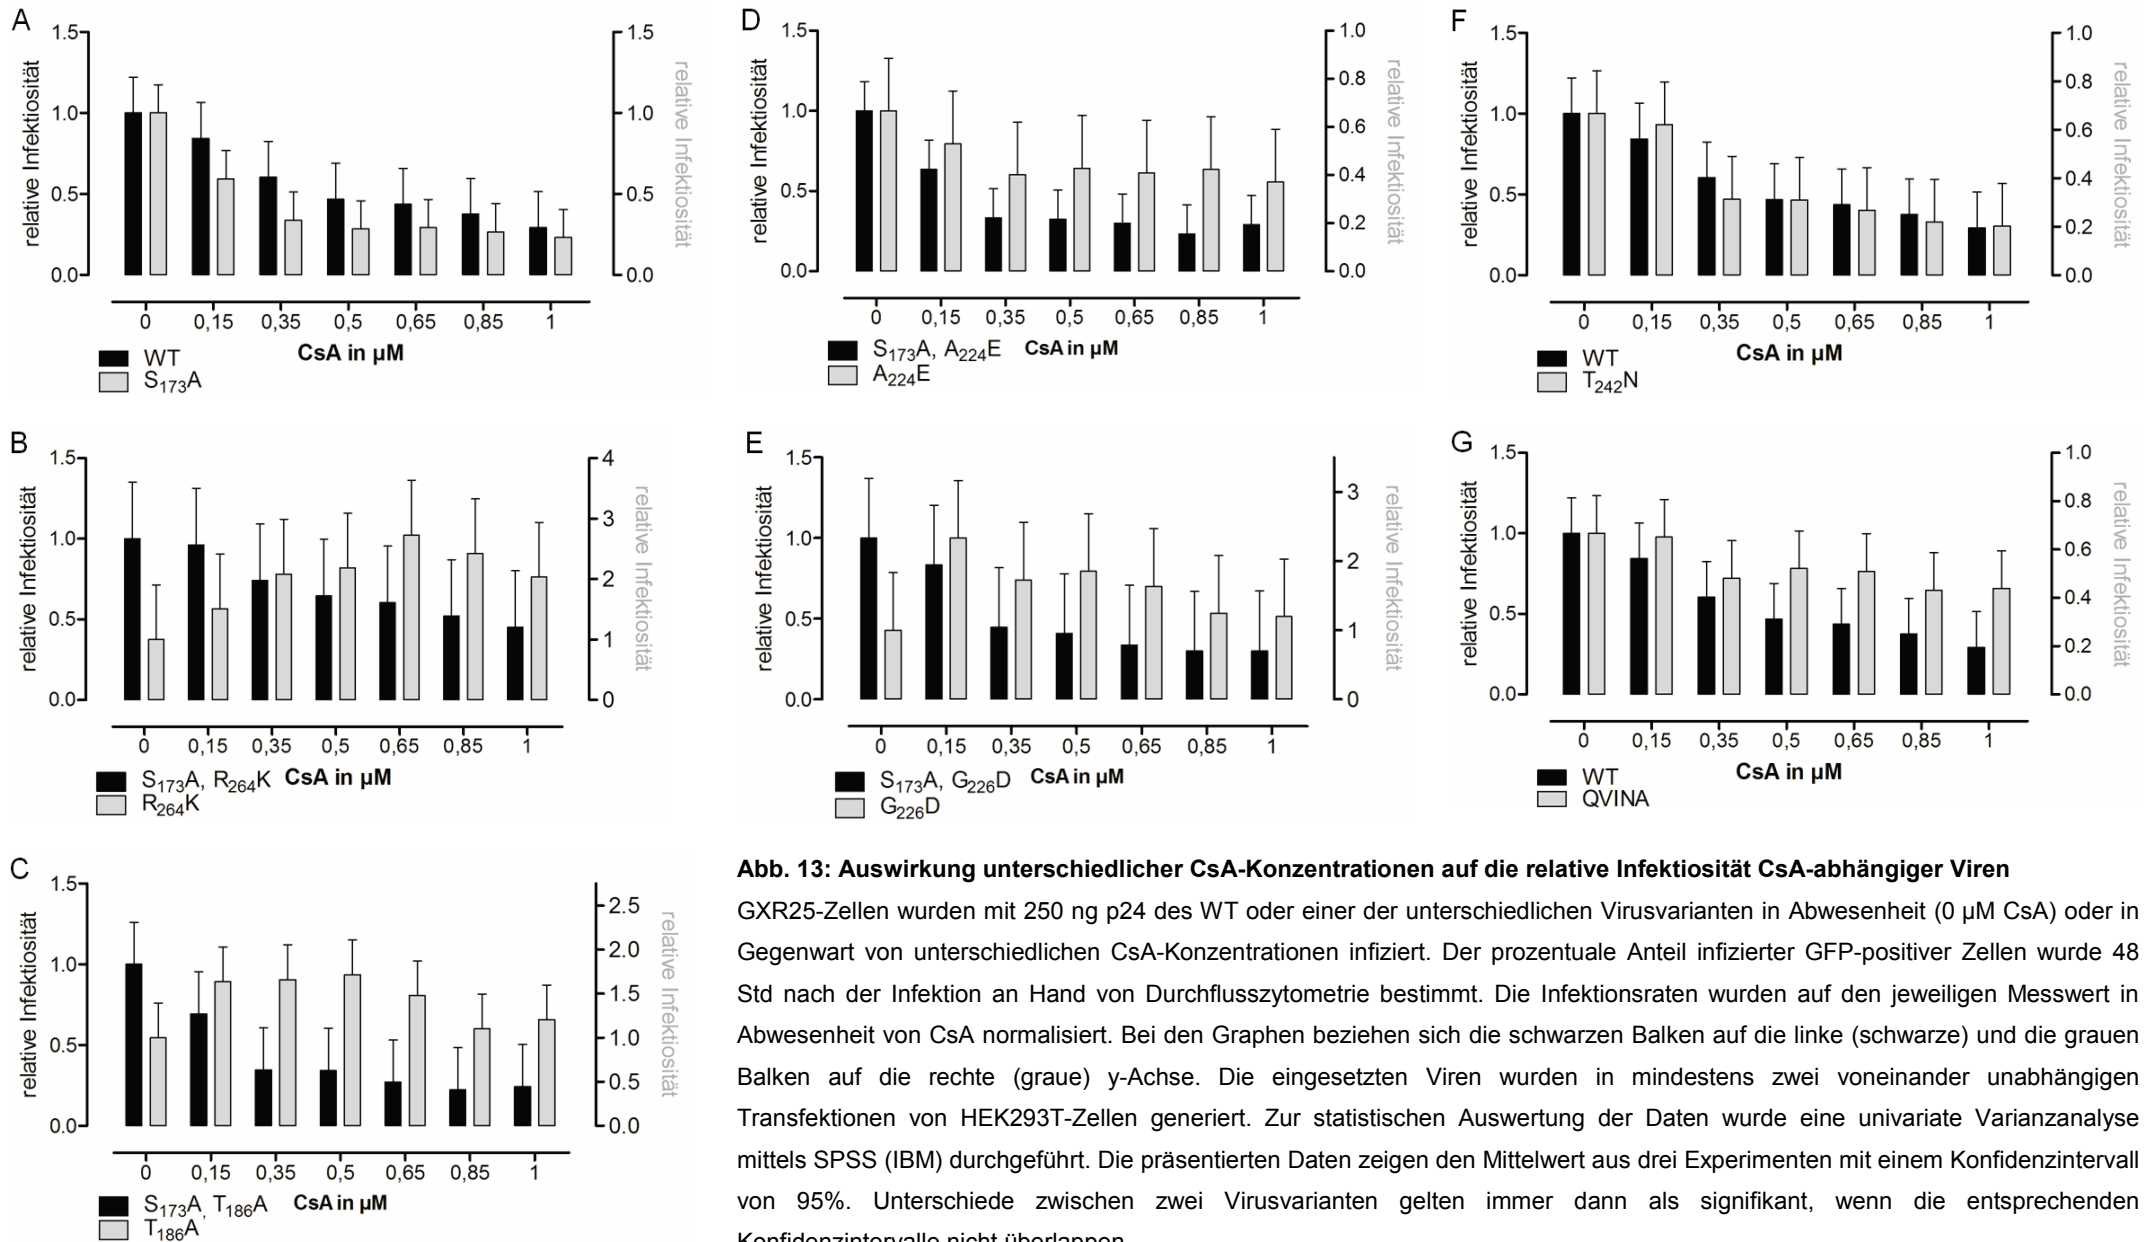 A
1.5
1.0
0.5
0.0
relative Infektiosität
1.5
1.0
0.5
0.0
relative Infektiosität
0 0,15 0,35 0,5 0,65 0,85 1
CsA in µM
WT
S173A
B
1.5
1.0
0.5
0.0
relative Infektiosität
4
3
2
1
0
relative Infektiosität
0 0,15 0,35 0,5 0,65 0,85 1
S173A, R264K CsA in µM
R264K
C
1.5
1.0
0.5
0.0
relative Infektiosität
2.5
2.0
1.5
1.0
0.5
0.0
relative Infektiosität
0 0,15 0,35 0,5 0,65 0,85 1
S173A, T186A CsA in µM
T186A
D
1.5
1.0
0.5
0.0
relative Infektiosität
1.0
0.8
0.6
0.4
0.2
0.0
relative Infektiosität
0 0,15 0,35 0,5 0,65 0,85 1
S173A, A224E CsA in µM
A224E
E
1.5
1.0
0.5
0.0
relative Infektiosität
3
2
1
0
relative Infektiosität
0 0,15 0,35 0,5 0,65 0,85 1
S173A, G226D CsA in µM
G226D
F
1.5
1.0
0.5
0.0
relative Infektiosität
1.0
0.8
0.6
0.4
0.2
0.0
relative Infektiosität
0 0,15 0,35 0,5 0,65 0,85 1
CsA in µM
WT
T242N
G
1.5
1.0
0.5
0.0
relative Infektiosität
1.0
0.8
0.6
0.4
0.2
0.0
relative Infektiosität
0 0,15 0,35 0,5 0,65 0,85 1
CsA in µM
WT
QVINA
Abb. 13: Auswirkung unterschiedlicher CsA-Konzentrationen auf die relative Infektiosität CsA-abhängiger Viren
GXR25-Zellen wurden mit 250 ng p24 des WT oder einer der unterschiedlichen Virusvarianten in Abwesenheit (0 µM CsA) oder in
Gegenwart von unterschiedlichen CsA-Konzentrationen infiziert. Der prozentuale Anteil infizierter GFP-positiver Zellen wurde 48
Std nach der Infektion an Hand von Durchflusszytometrie bestimmt. Die Infektionsraten wurden auf den jeweiligen Messwert in
Abwesenheit von CsA normalisiert. Bei den Graphen beziehen sich die schwarzen Balken auf die linke (schwarze) und die grauen
Balken auf die rechte (graue) y-Achse. Die eingesetzten Viren wurden in mindestens zwei voneinander unabhängigen
Transfektionen von HEK293T-Zellen generiert. Zur statistischen Auswertung der Daten wurde eine univariate Varianzanalyse
mittels SPSS (IBM) durchgeführt. Die präsentierten Daten zeigen den Mittelwert aus drei Experimenten mit einem Konfidenzintervall
von 95%. Unterschiede zwischen zwei Virusvarianten gelten immer dann als signifikant, wenn die entsprechenden
Konfidenzintervalle nicht überlappen